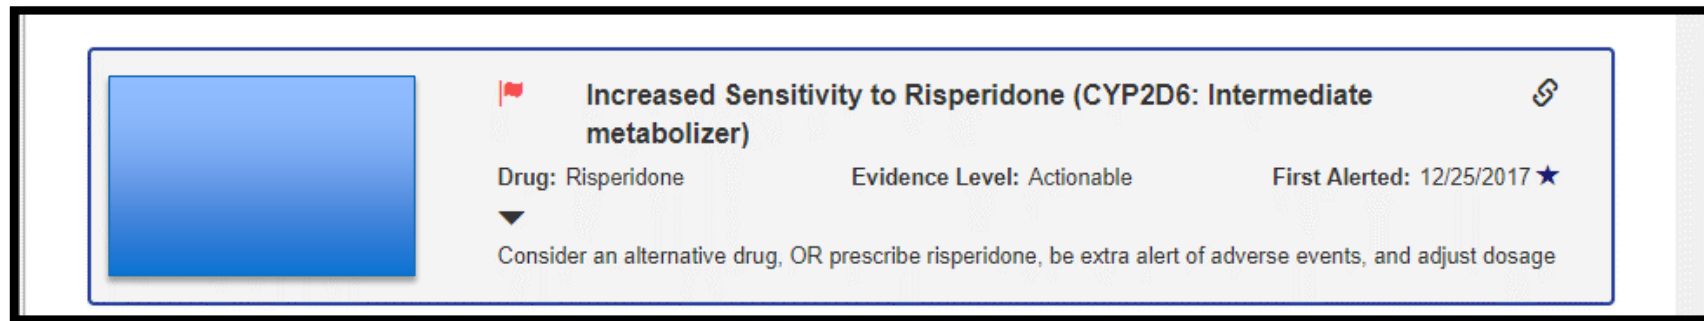 Increased Sensitivity to Risperidone (CYP2D6: Intermediate
metabolizer)
Drug: Risperidone Evidence Level: Actionable First Alerted: 12/25/2017
Consider an alternative drug, OR prescribe risperidone, be extra alert of adverse events, and adjust dosage